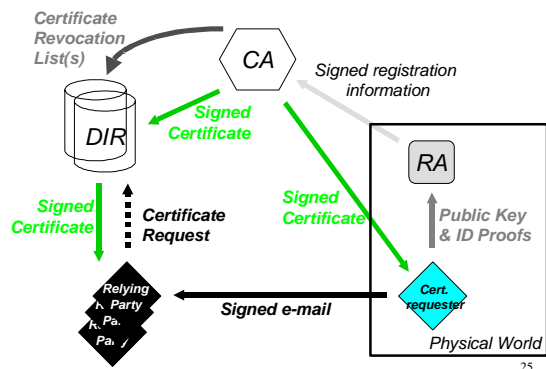 Certificate
Revocation
List(s)
CA
Signed registration
information
DIR
Signed
Certificate
RA
Signed
Certificate
Certificate
Request
Signed
Certificate
Public Key
& ID Proofs
Relying
Party
Party
Signed e-mail
Cert.
requester
Physical World
25